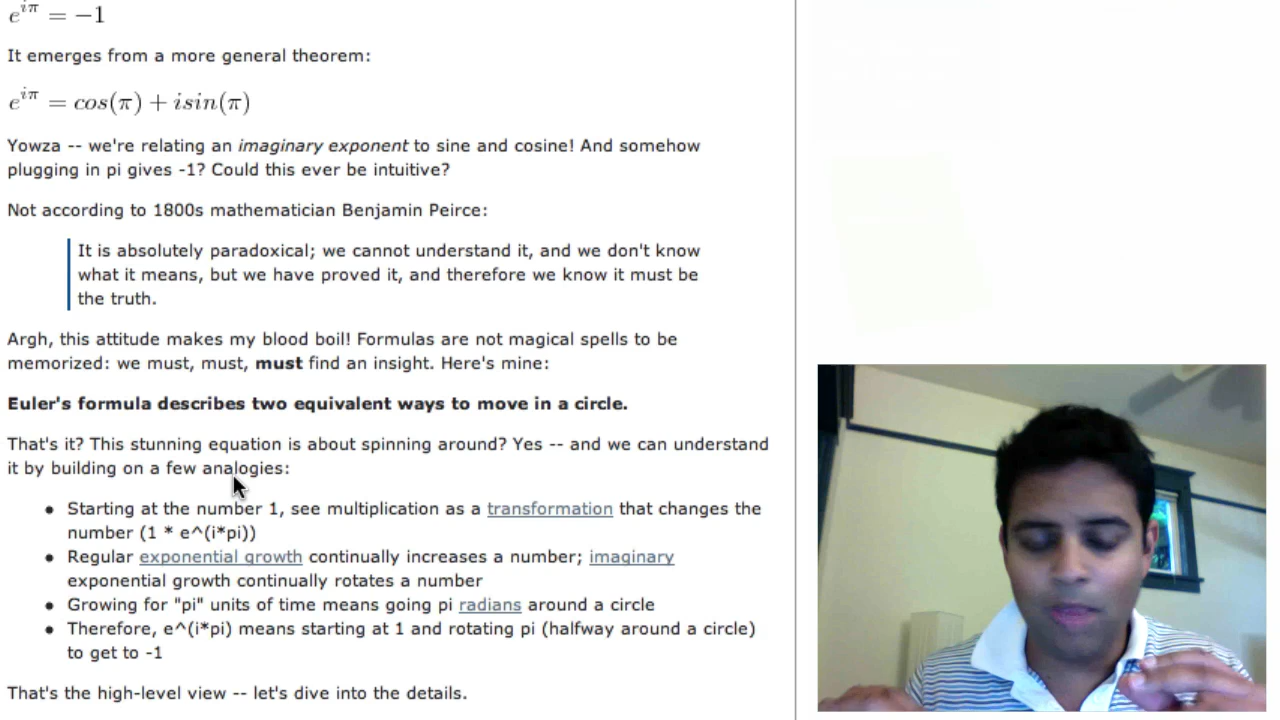 e^{iπ} = −1
It emerges from a more general theorem:
e^{iπ} = cos(π) + isin(π)
Yowza -- we're relating an imaginary exponent to sine and cosine! And somehow
plugging in pi gives -1? Could this ever be intuitive?
Not according to 1800s mathematician Benjamin Peirce:
It is absolutely paradoxical; we cannot understand it, and we don't know
what it means, but we have proved it, and therefore we know it must be
the truth.
Argh, this attitude makes my blood boil! Formulas are not magical spells to be
memorized: we must, must, must find an insight. Here's mine:
Euler's formula describes two equivalent ways to move in a circle.
That's it? This stunning equation is about spinning around? Yes -- and we can understand
it by building on a few analogies:
• Starting at the number 1, see multiplication as a transformation that changes the
number (1 * e^(i*pi))
• Regular exponential growth continually increases a number; imaginary
exponential growth continually rotates a number
• Growing for "pi" units of time means going pi radians around a circle
• Therefore, e^(i*pi) means starting at 1 and rotating pi (halfway around a circle)
to get to -1
That's the high-level view -- let's dive into the details.